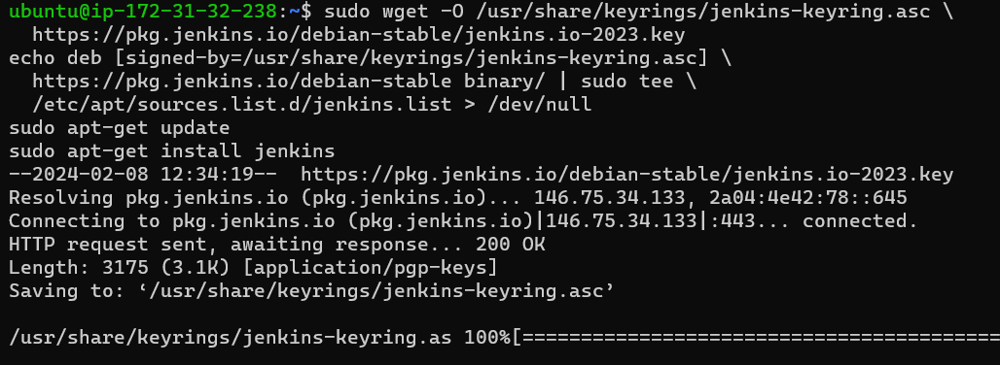 ubuntu@ip-172-31-32-238:~$ sudo wget -O /usr/share/keyrings/jenkins-keyring.asc \
  https://pkg.jenkins.io/debian-stable/jenkins.io-2023.key
echo deb [signed-by=/usr/share/keyrings/jenkins-keyring.asc] \
  https://pkg.jenkins.io/debian-stable binary/ | sudo tee \
  /etc/apt/sources.list.d/jenkins.list > /dev/null
sudo apt-get update
sudo apt-get install jenkins
--2024-02-08 12:34:19--  https://pkg.jenkins.io/debian-stable/jenkins.io-2023.key
Resolving pkg.jenkins.io (pkg.jenkins.io)... 146.75.34.133, 2a04:4e42:78::645
Connecting to pkg.jenkins.io (pkg.jenkins.io)|146.75.34.133|:443... connected.
HTTP request sent, awaiting response... 200 OK
Length: 3175 (3.1K) [application/pgp-keys]
Saving to: ‘/usr/share/keyrings/jenkins-keyring.asc’

/usr/share/keyrings/jenkins-keyring.as 100%[=========================================